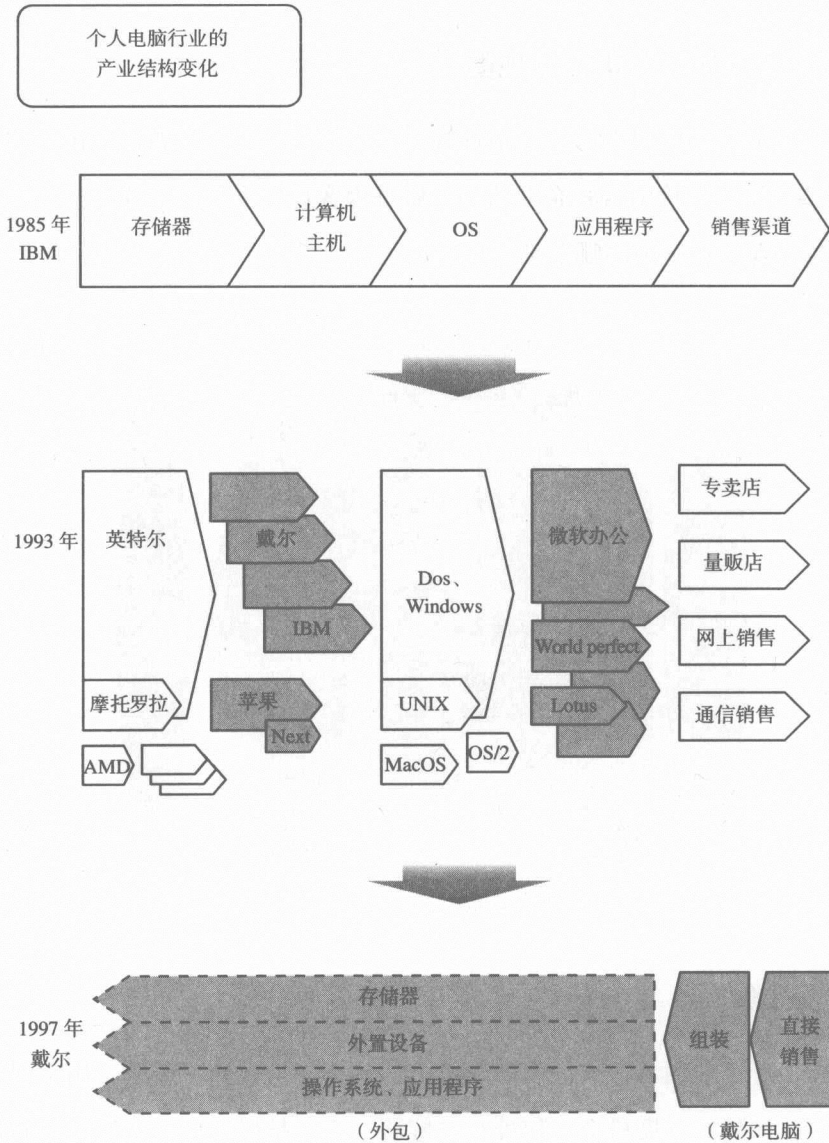 个人电脑行业的
产业结构变化
1985 年
IBM
存储器
计算机
主机
OS
应用程序
销售渠道
1993 年
英特尔
摩托罗拉
AMD
戴尔
IBM
苹果
Next
Dos、
Windows
UNIX
MacOS
OS/2
微软办公
World perfect
Lotus
专卖店
量贩店
网上销售
通信销售
1997 年
戴尔
存储器
外置设备
操作系统、应用程序
组装
直接
销售
（外包）
（戴尔电脑）